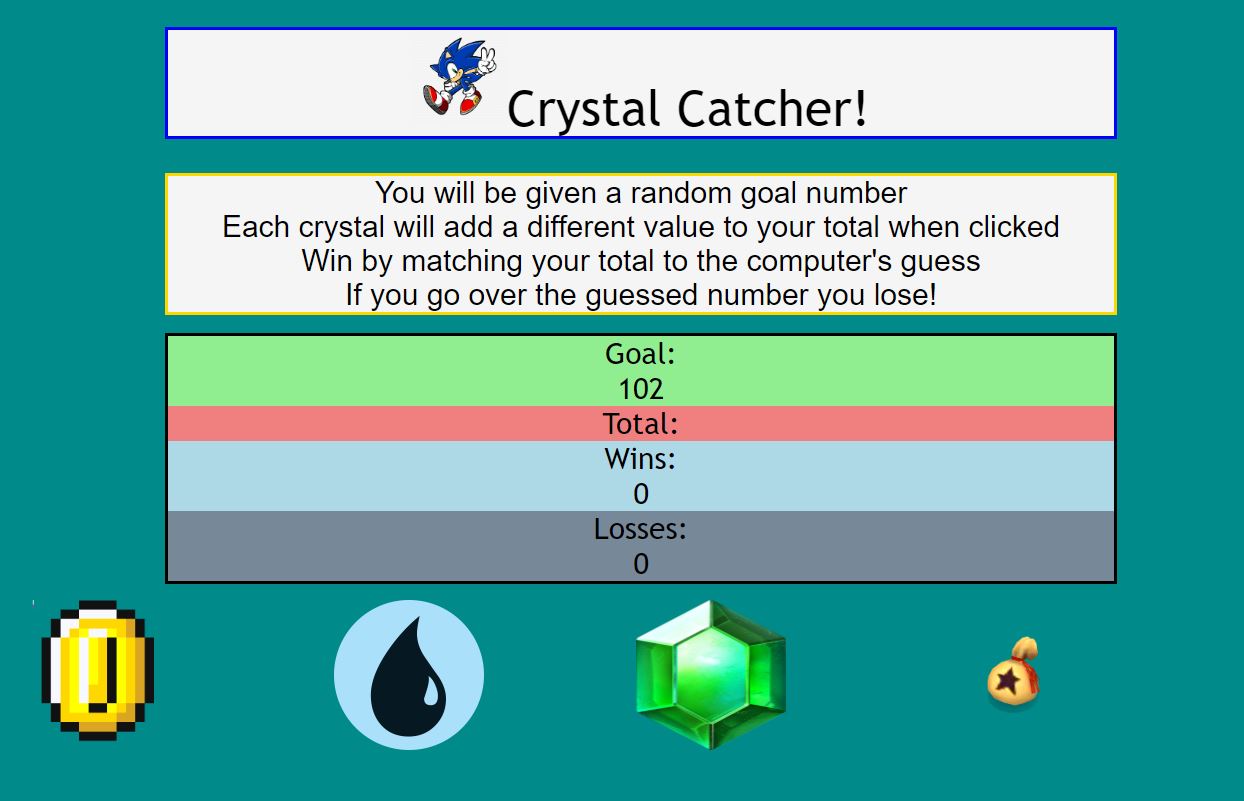 Crystal Catcher!
You will be given a random goal number
Each crystal will add a different value to your total when clicked
Win by matching your total to the computer's guess
If you go over the guessed number you lose!
Goal:
102
Total:
Wins:
0
Losses:
0